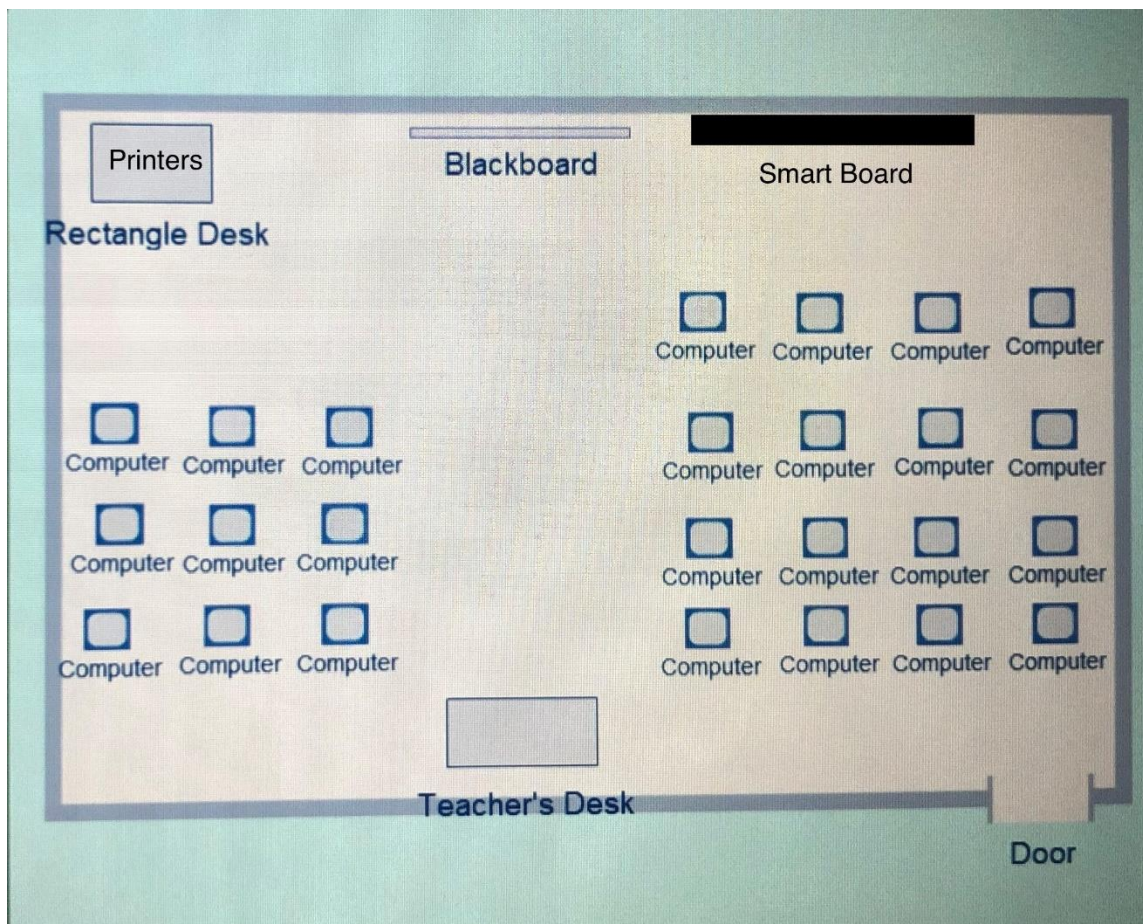 Printers
Blackboard
Smart Board
Rectangle Desk
Computer Computer Computer Computer
Computer Computer Computer
Computer Computer Computer Computer
Computer Computer Computer
Computer Computer Computer Computer
Computer Computer Computer
Computer Computer Computer Computer
Teacher's Desk
Door